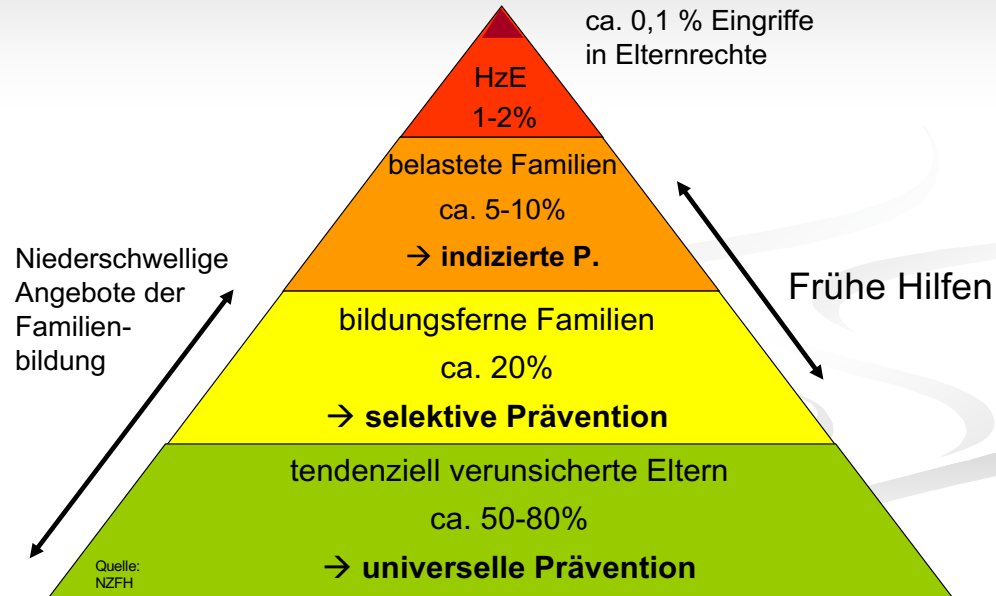 ca. 0,1 % Eingriffe
in Elternrechte
HzE
1-2%
belastete Familien
ca. 5-10%
→ indizierte P.
Niederschwellige
Angebote der
Familien-
bildung
Frühe Hilfen
bildungsferne Familien
ca. 20%
→ selektive Prävention
tendenziell verunsicherte Eltern
ca. 50-80%
→ universelle Prävention
Quelle:
NZFH